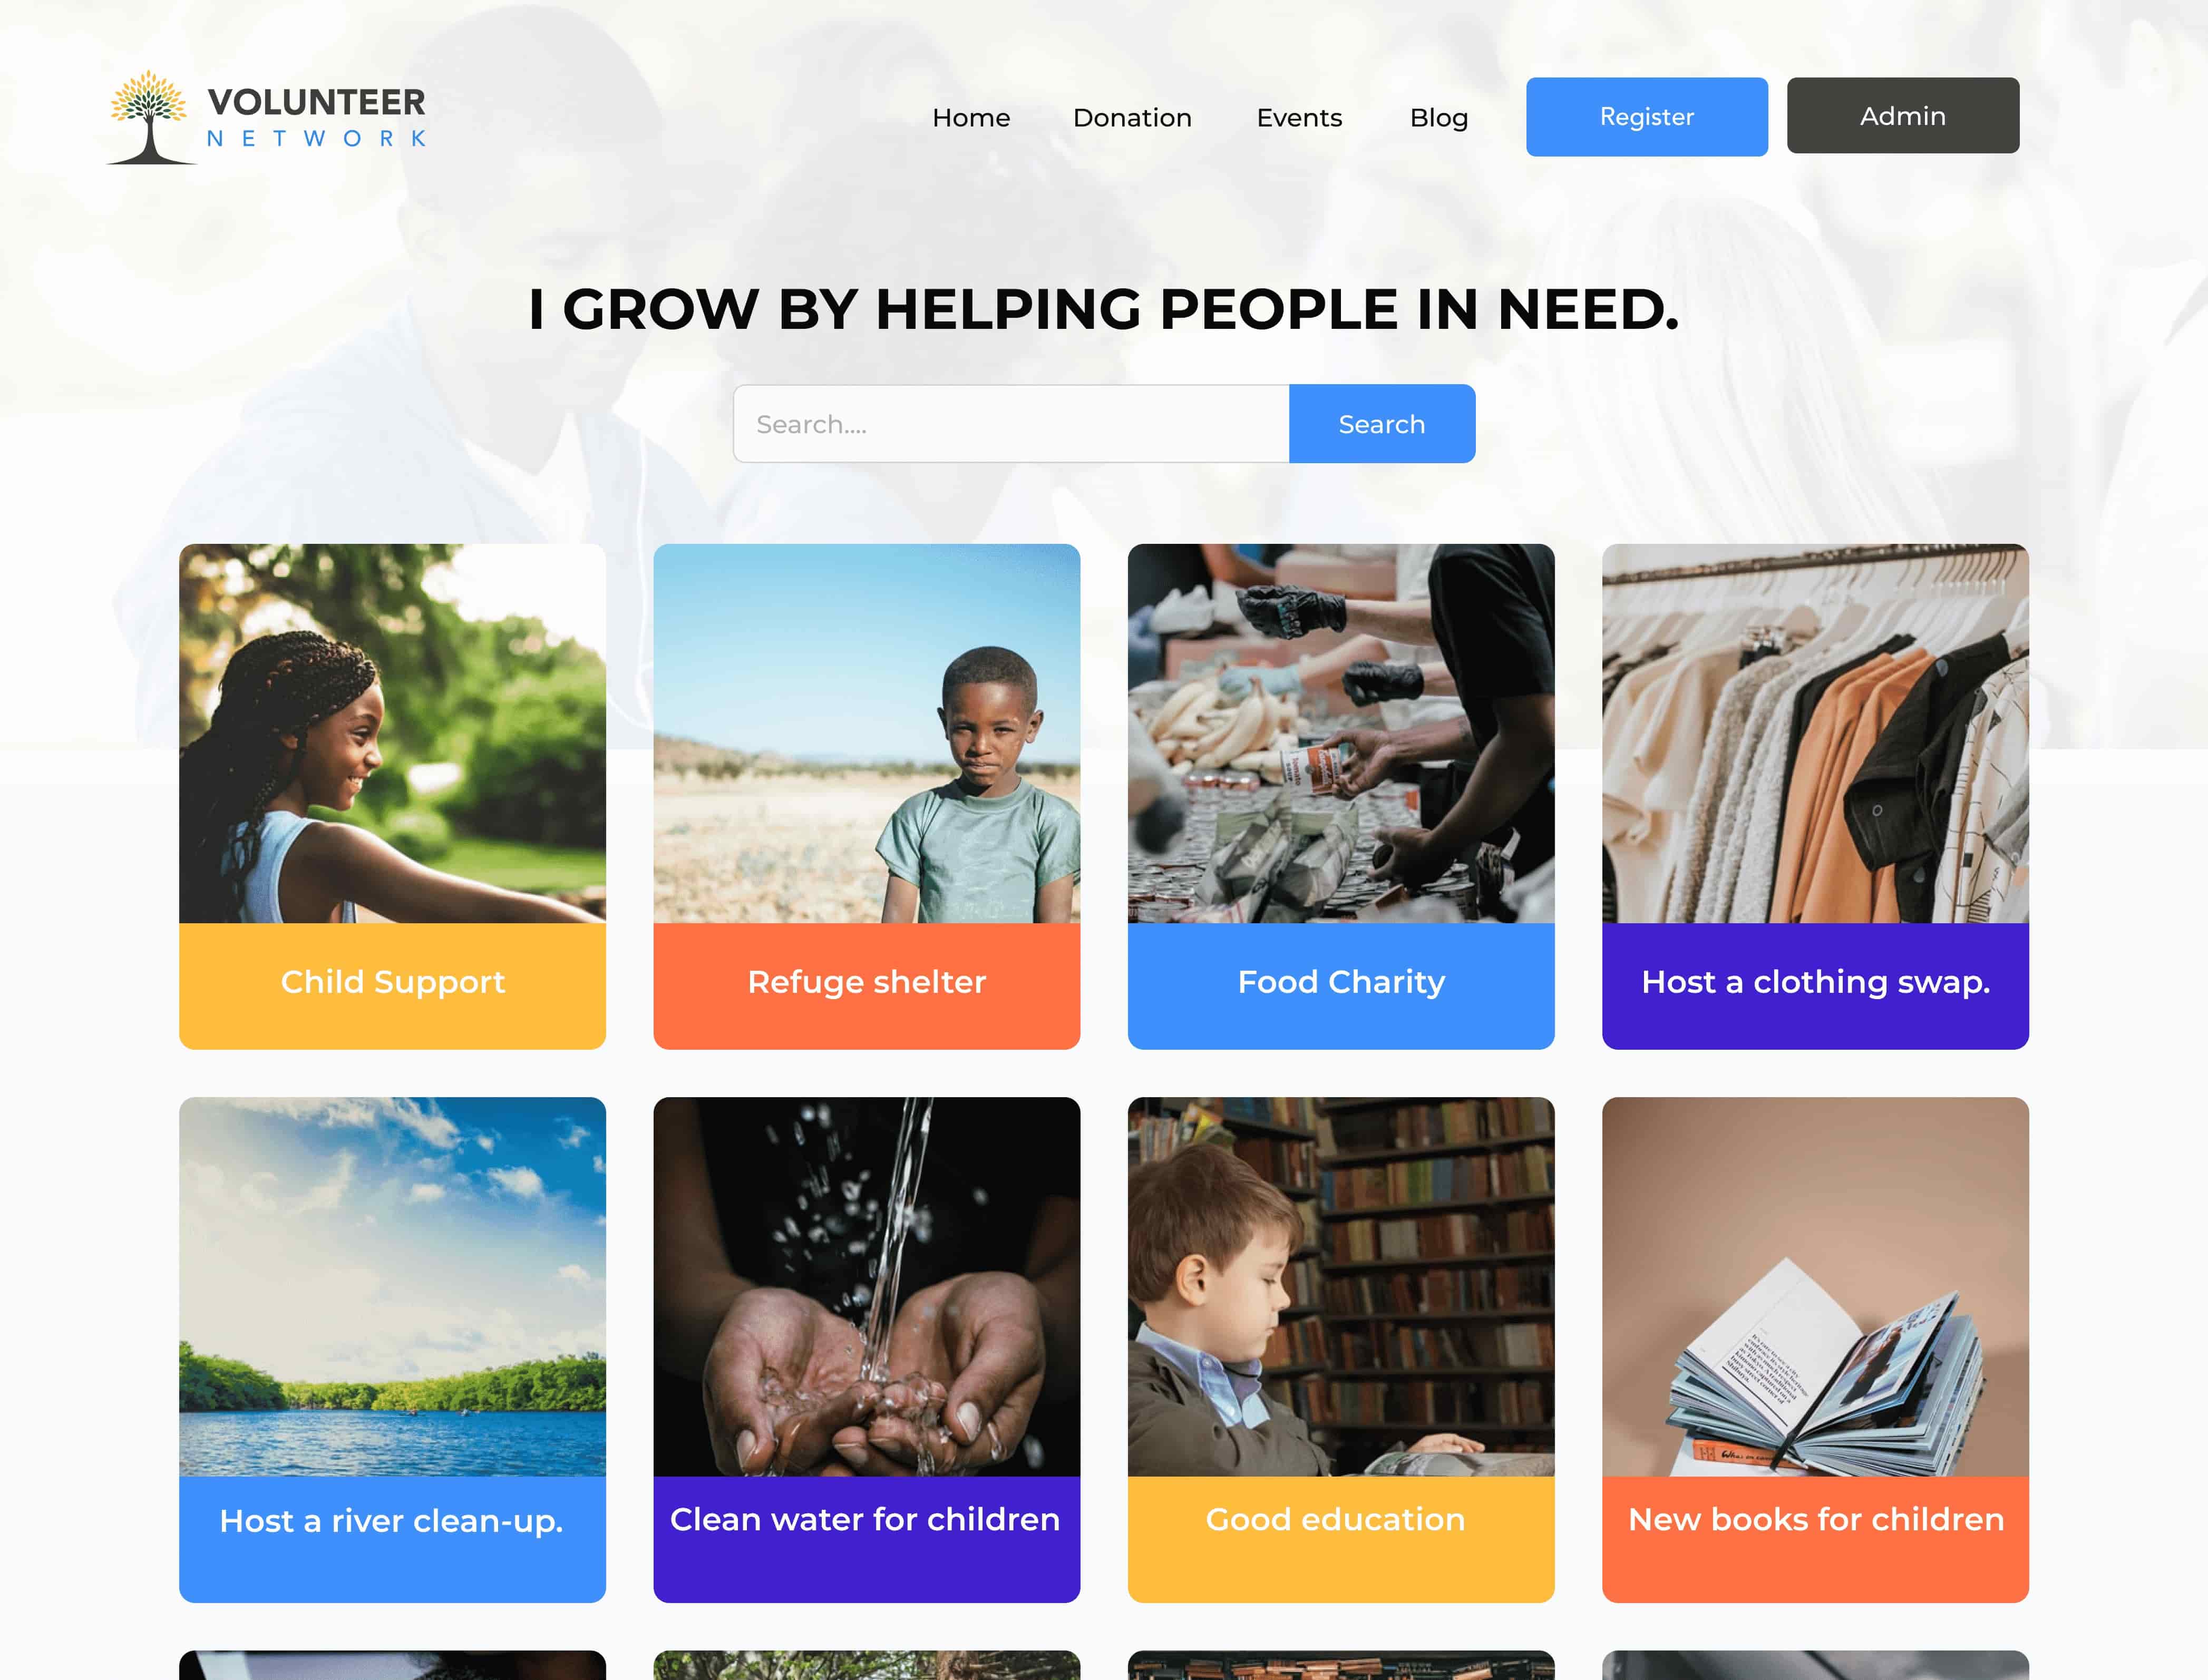 VOLUNTEER
NETWORK
Home
Donation
Events
Blog
Register
Admin
I GROW BY HELPING PEOPLE IN NEED.
Search....
Search
tomato
soup
Child Support
Refuge shelter
Food Charity
Host a clothing swap.
Host a river clean-up.
Clean water for children
Good education
New books for children